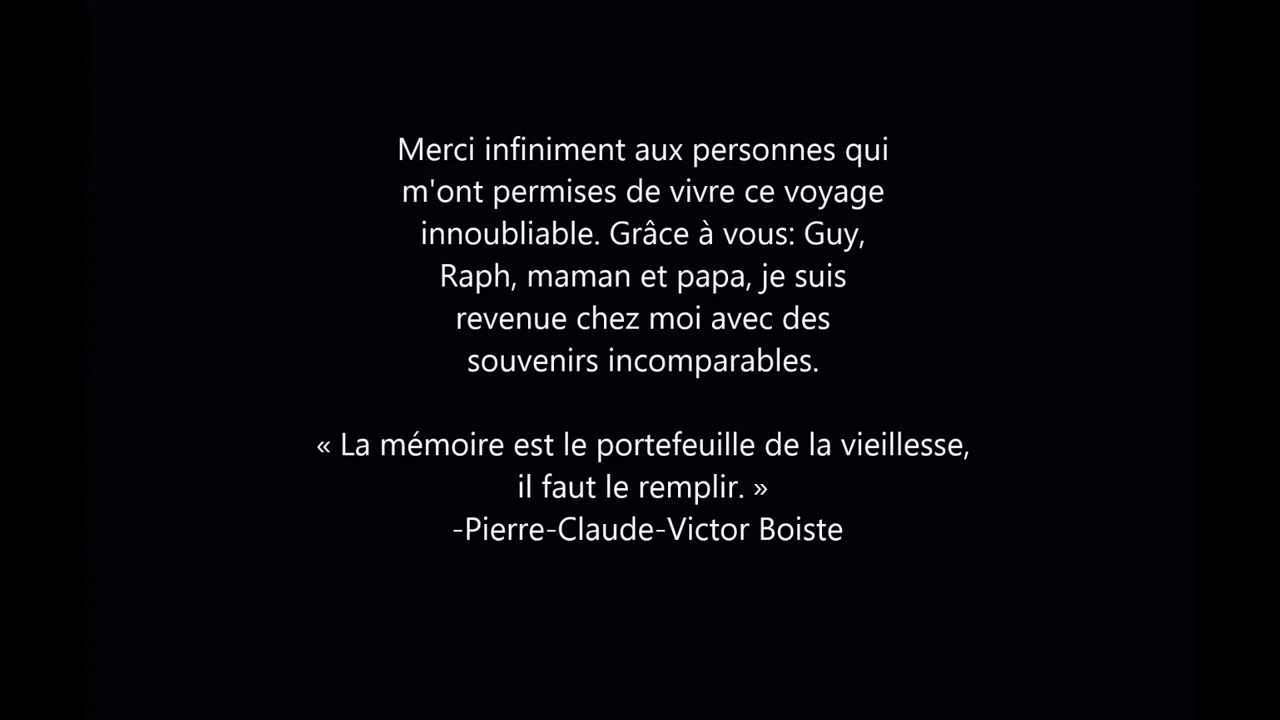 Merci infiniment aux personnes qui
m'ont permises de vivre ce voyage
innoubliable. Grâce à vous: Guy,
Raph, maman et papa, je suis
revenue chez moi avec des
souvenirs incomparables.
« La mémoire est le portefeuille de la vieillesse,
il faut le remplir. »
-Pierre-Claude-Victor Boiste